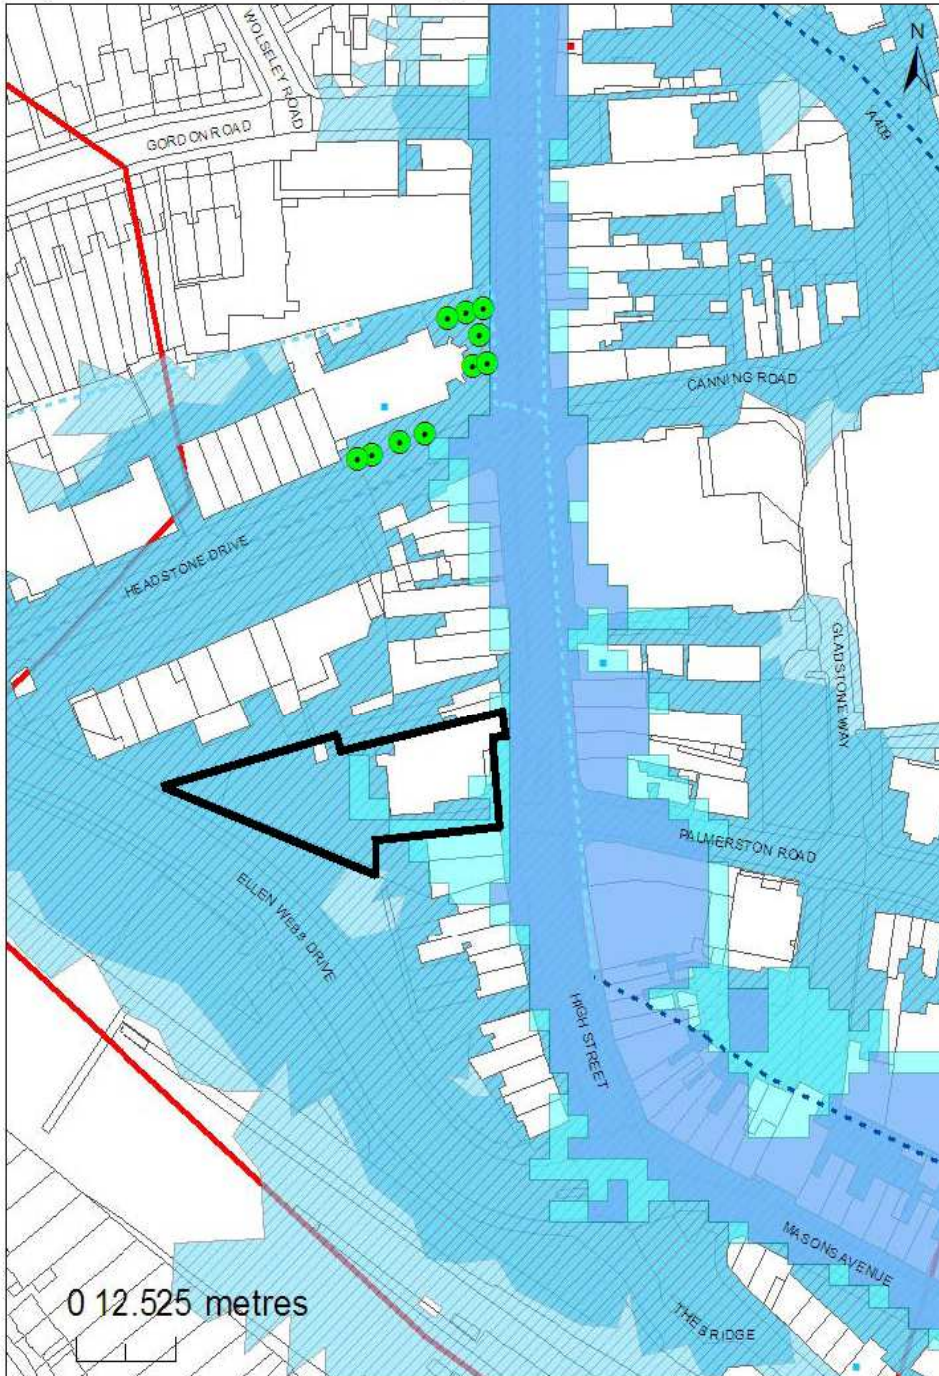 WOLSELEY ROAD
N
GORDON ROAD
A409
CANNING ROAD
HEADSTONE DRIVE
GLADSTONE WAY
PALMERSTON ROAD
ELLEN WEBB DRIVE
HIGH STREET
MASONS AVENUE
THE BRIDGE
0 12.525 metres